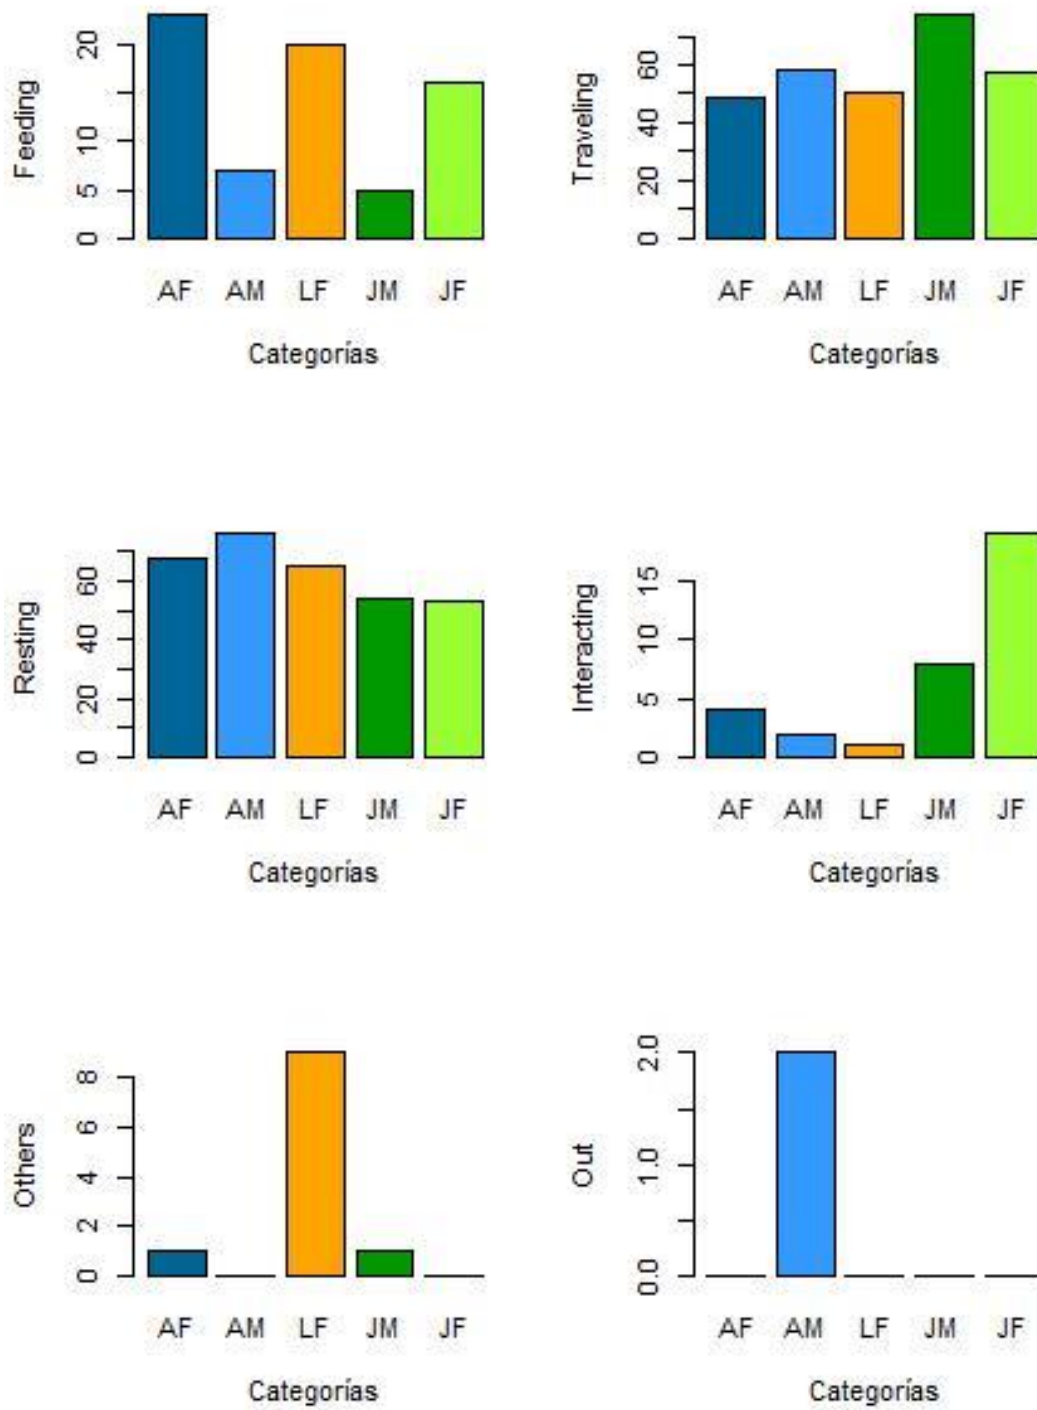 Feeding
20
10
5
0
AF AM LF JM JF
Categorías
Traveling
60
40
20
0
AF AM LF JM JF
Categorías
Resting
60
40
20
0
AF AM LF JM JF
Categorías
Interacting
15
10
5
0
AF AM LF JM JF
Categorías
Others
8
6
4
2
0
AF AM LF JM JF
Categorías
Out
2.0
1.0
0.0
AF AM LF JM JF
Categorías